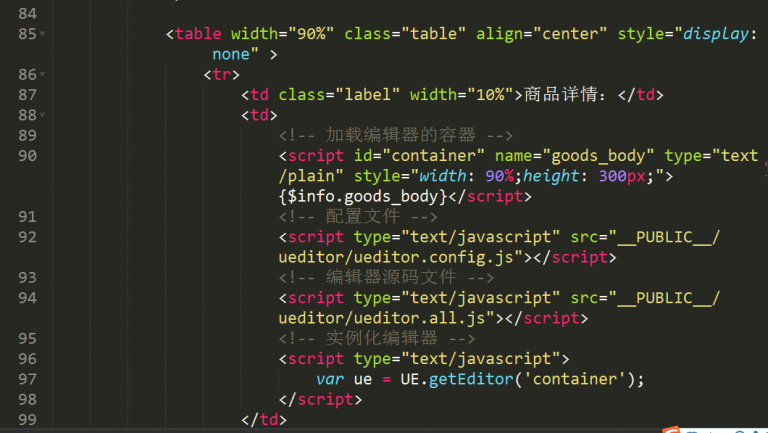 84
85 <table width="90%" class="table" align="center" style="display:
none" >
86 <tr>
87 <td class="label" width="10%">商品详情：</td>
88 <td>
89 <!-- 加载编辑器的容器 -->
90 <script id="container" name="goods_body" type="text
/plain" style="width: 90%;height: 300px;">
{$info.goods_body}</script>
91 <!-- 配置文件 -->
92 <script type="text/javascript" src="__PUBLIC__/
ueditor/ueditor.config.js"></script>
93 <!-- 编辑器源码文件 -->
94 <script type="text/javascript" src="__PUBLIC__/
ueditor/ueditor.all.js"></script>
95 <!-- 实例化编辑器 -->
96 <script type="text/javascript">
97 var ue = UE.getEditor('container');
98 </script>
99 </td>